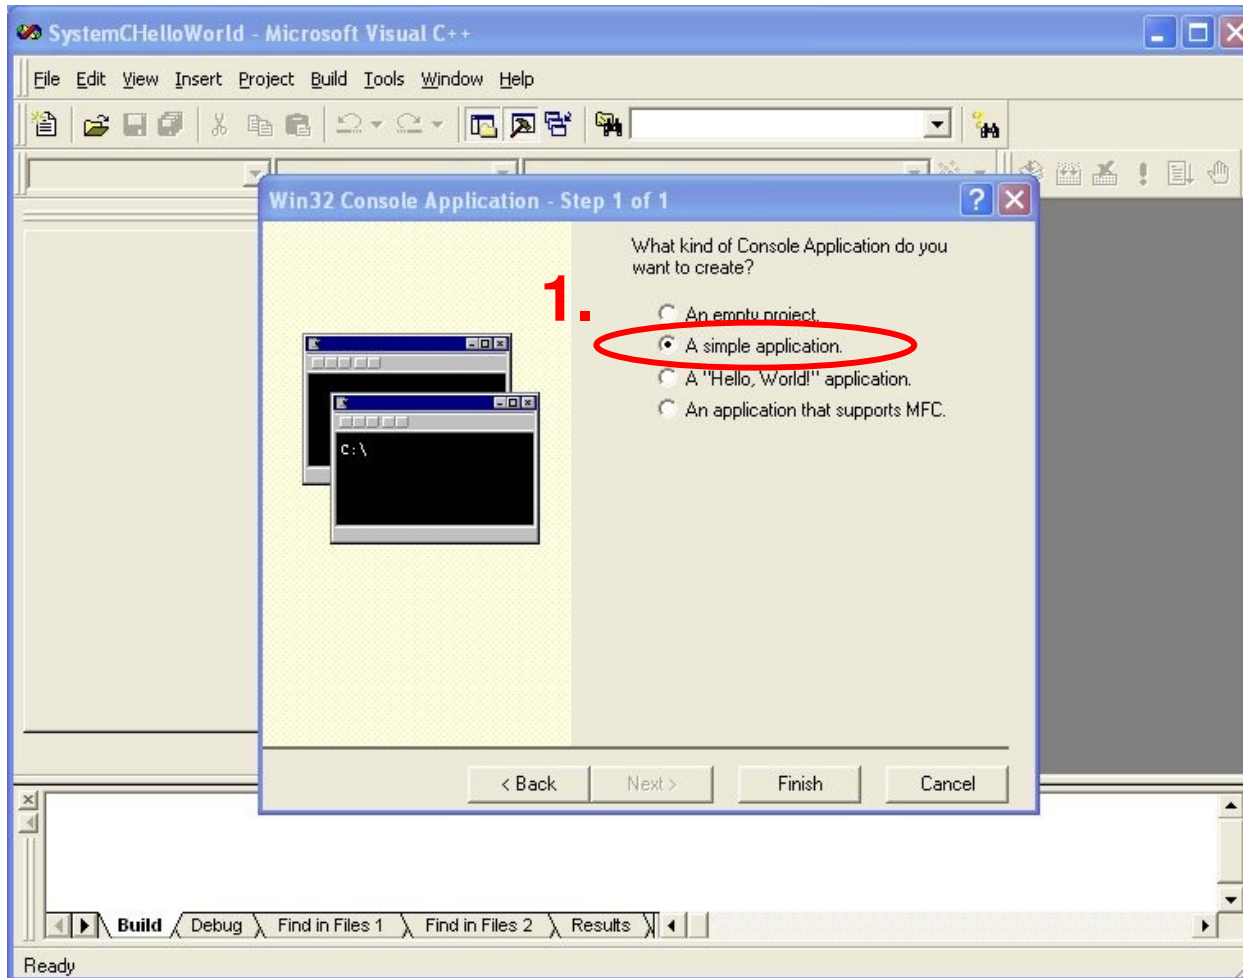 SystemCHelloWorld - Microsoft Visual C++
File Edit View Insert Project Build Tools Window Help
Win32 Console Application - Step 1 of 1
What kind of Console Application do you
want to create?
1.
An empty project.
A simple application.
A "Hello, World!" application.
An application that supports MFC.
C:\
< Back Next > Finish Cancel
Build Debug Find in Files 1 Find in Files 2 Results
Ready